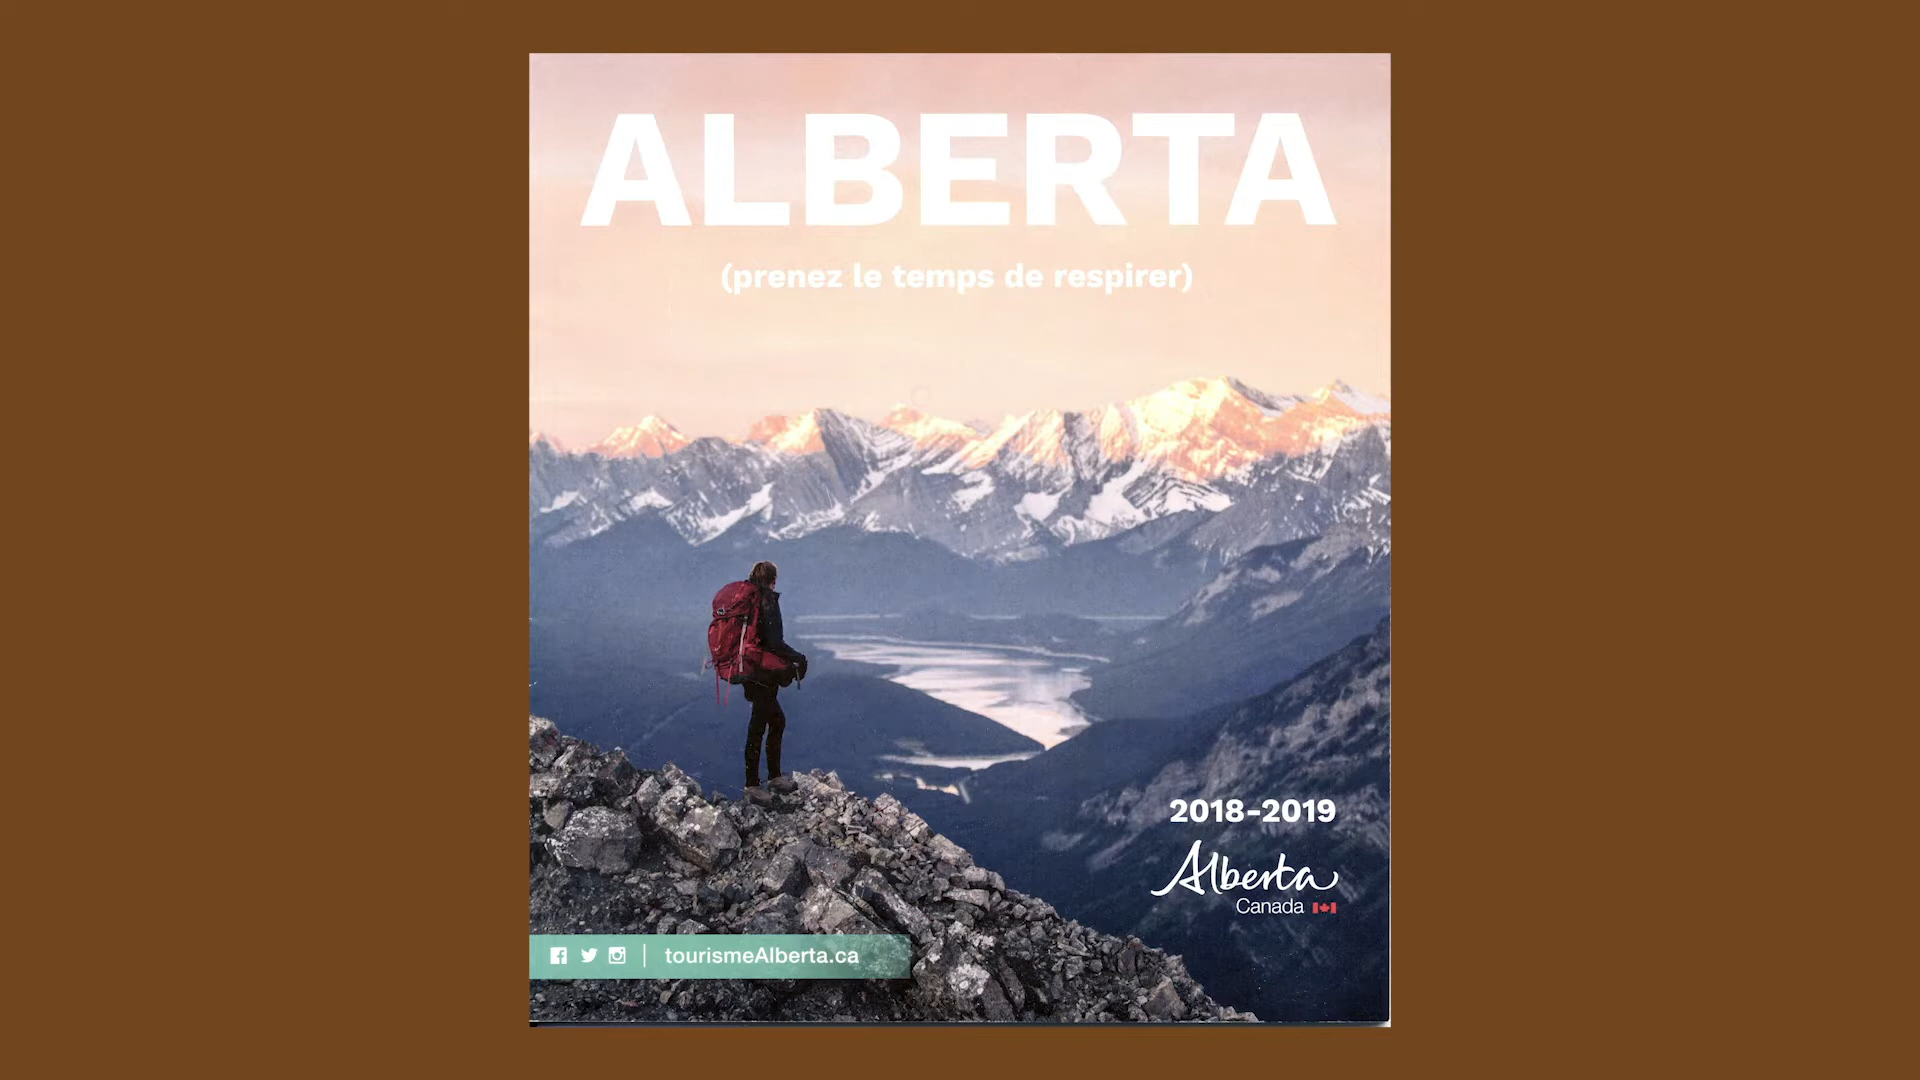 ALBERTA
(prenez le temps de respirer)
2018-2019
Alberta
Canada
tourismeAlberta.ca